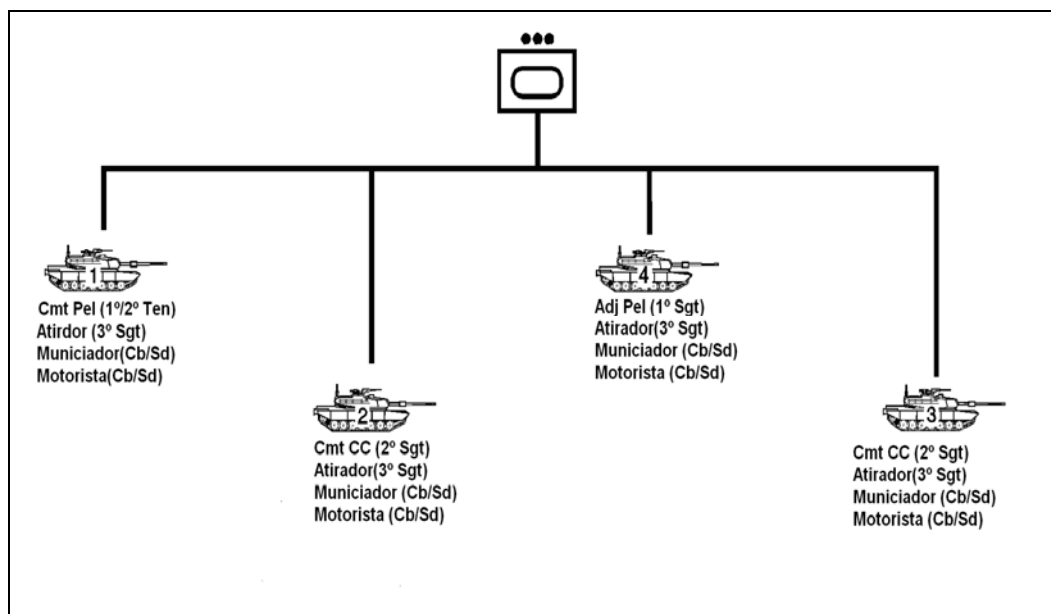 1
Cmt Pel (1º/2º Ten)
Atirdor (3º Sgt)
Municiador(Cb/Sd)
Motorista(Cb/Sd)
2
Cmt CC (2º Sgt)
Atirador(3º Sgt)
Municiador (Cb/Sd)
Motorista (Cb/Sd)
4
Adj Pel (1º Sgt)
Atirador(3º Sgt)
Municiador (Cb/Sd)
Motorista (Cb/Sd)
3
Cmt CC (2º Sgt)
Atirador(3º Sgt)
Municiador (Cb/Sd)
Motorista (Cb/Sd)